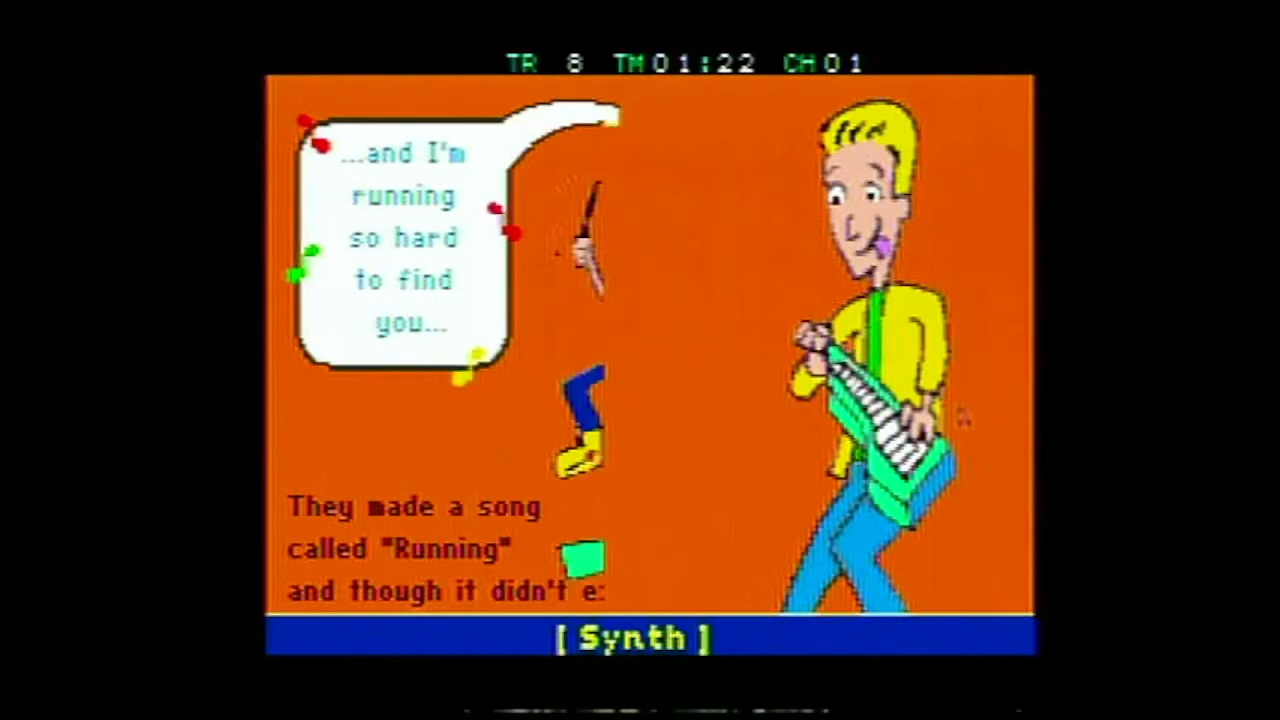 TR 8 TM01:22 CH01
...and I'm
running
so hard
to find
you...
They made a song
called "Running"
and though it didn't e:
[ Synth ]